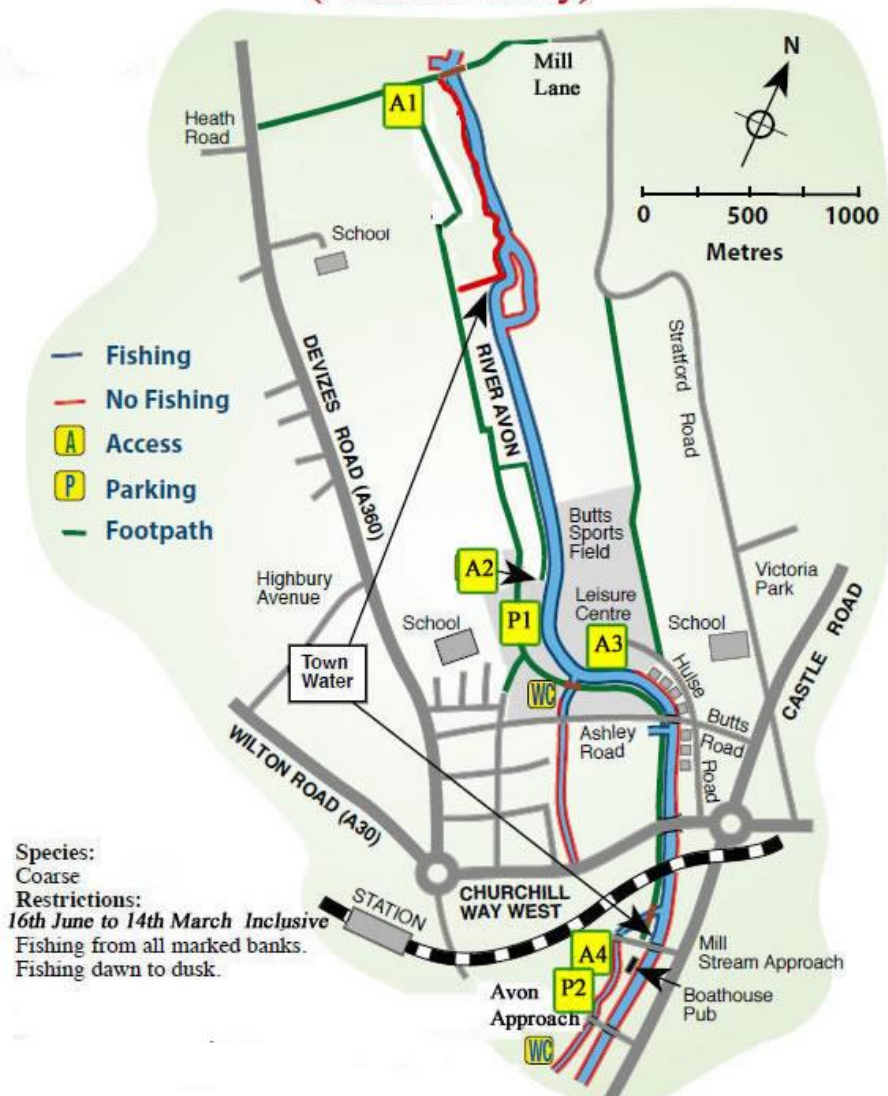 N
Mill
Lane
A1
Heath
Road
0 500 1000
Metres
School
Fishing
No Fishing
A Access
P Parking
Footpath
DEVIZES ROAD (A360)
RIVER AVON
Stratford Road
Butts
Sports
Field
A2
Highbury
Avenue
Victoria
Park
Leisure
Centre
School
P1
A3
School
CASTLE ROAD
Town
Water
WC
Hulse Road
Butts Road
Ashley
Road
WILTON ROAD (A30)
Species:
Coarse
Restrictions:
16th June to 14th March Inclusive
Fishing from all marked banks.
Fishing dawn to dusk.
STATION
CHURCHILL
WAY WEST
A4
Mill
Stream Approach
P2
Avon
Approach
Boathouse
Pub
WC